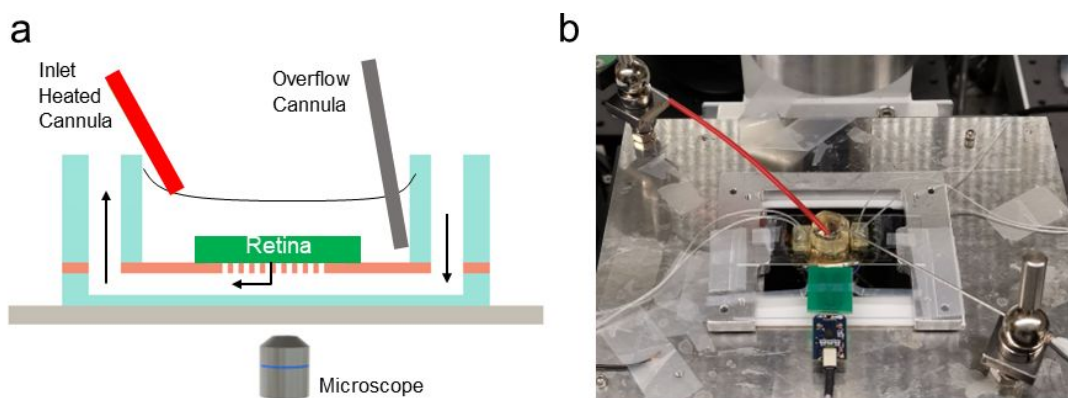 a
b
Inlet
Heated
Cannula
Overflow
Cannula
Retina
Microscope